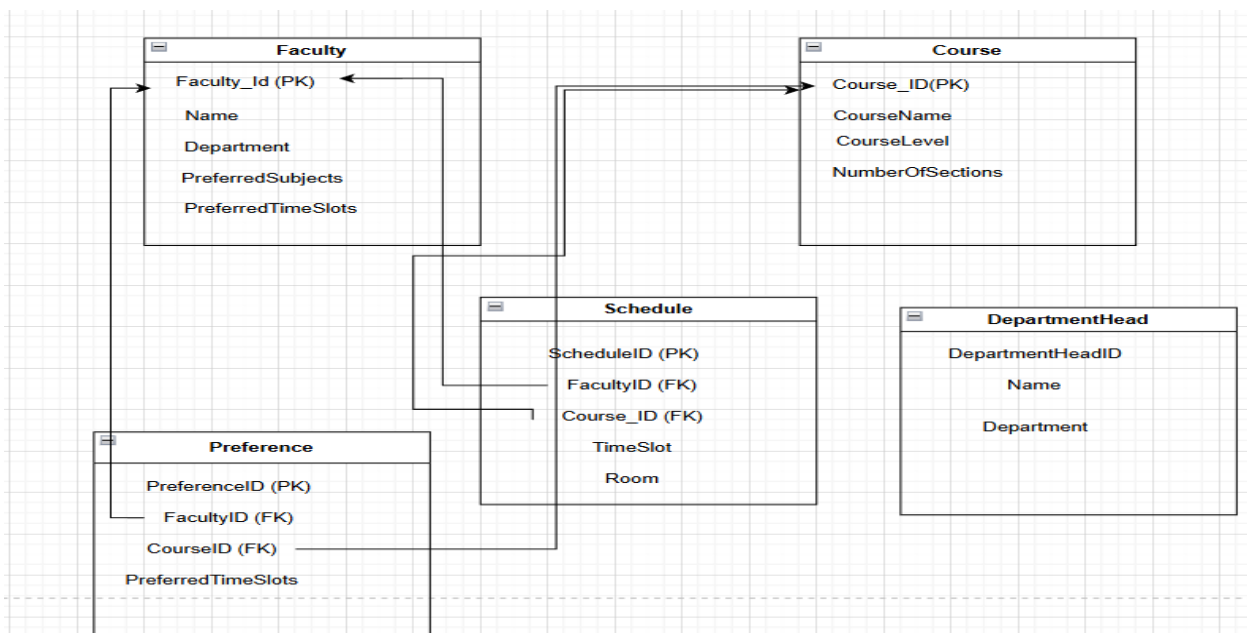 Faculty
Faculty_Id (PK)
Name
Department
PreferredSubjects
PreferredTimeSlots
Course
Course_ID(PK)
CourseName
CourseLevel
NumberOfSections
Schedule
ScheduleID (PK)
FacultyID (FK)
Course_ID (FK)
TimeSlot
Room
DepartmentHead
DepartmentHeadID
Name
Department
Preference
PreferenceID (PK)
FacultyID (FK)
CourseID (FK)
PreferredTimeSlots